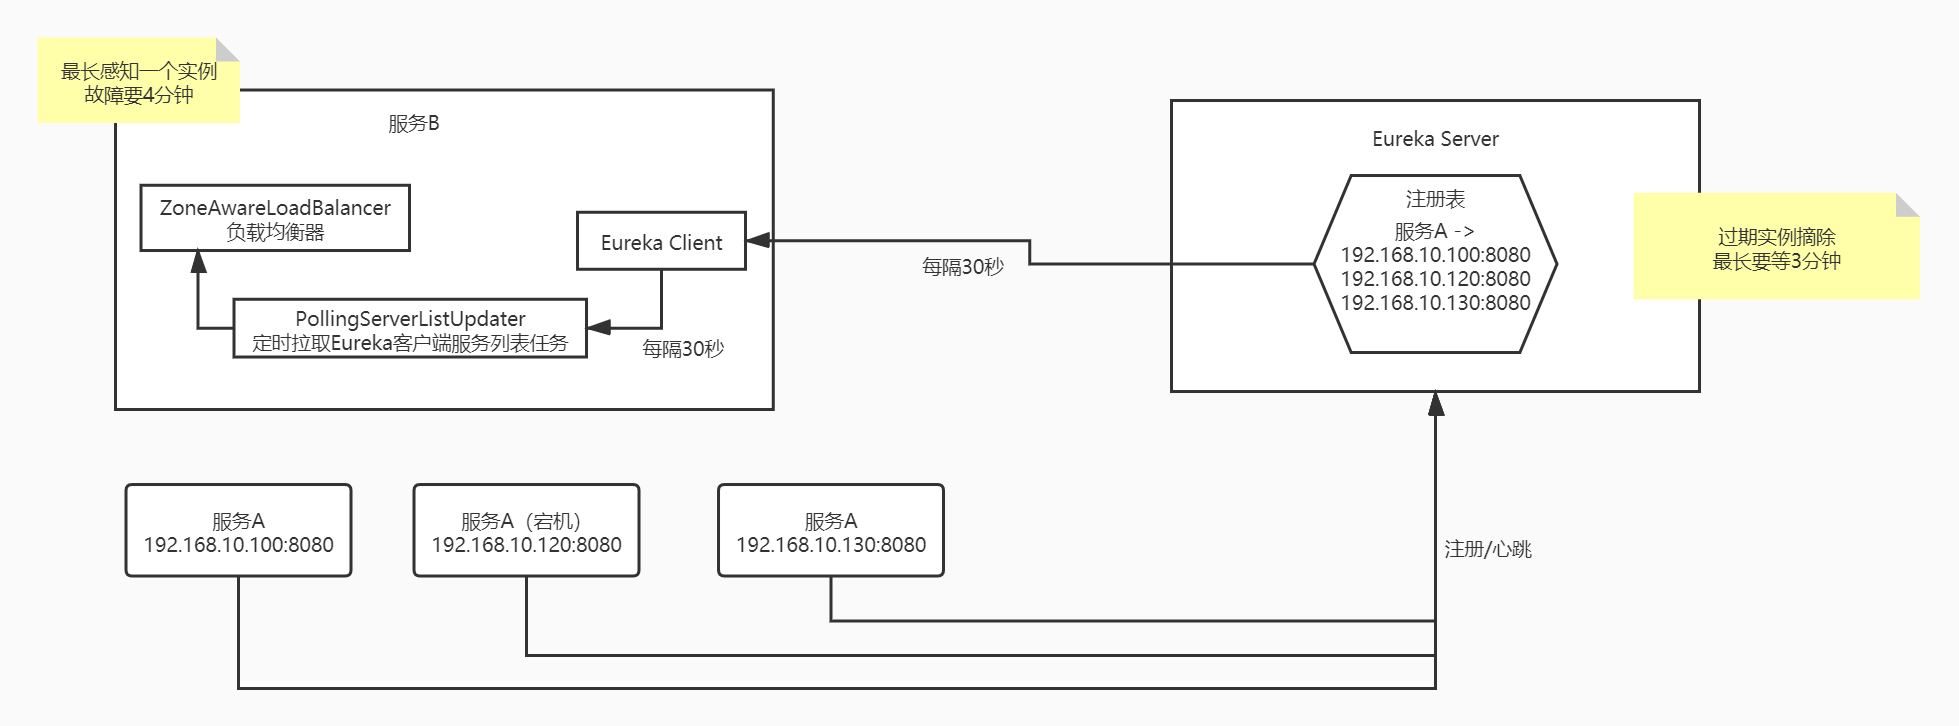 最长感知一个实例
故障要4分钟
服务B
ZoneAwareLoadBalancer
负载均衡器
Eureka Client
PollingServerListUpdater
定时拉取Eureka客户端服务列表任务
每隔30秒
每隔30秒
Eureka Server
注册表
服务A ->
192.168.10.100:8080
192.168.10.120:8080
192.168.10.130:8080
过期实例摘除
最长要等3分钟
服务A
192.168.10.100:8080
服务A（宕机）
192.168.10.120:8080
服务A
192.168.10.130:8080
注册/心跳